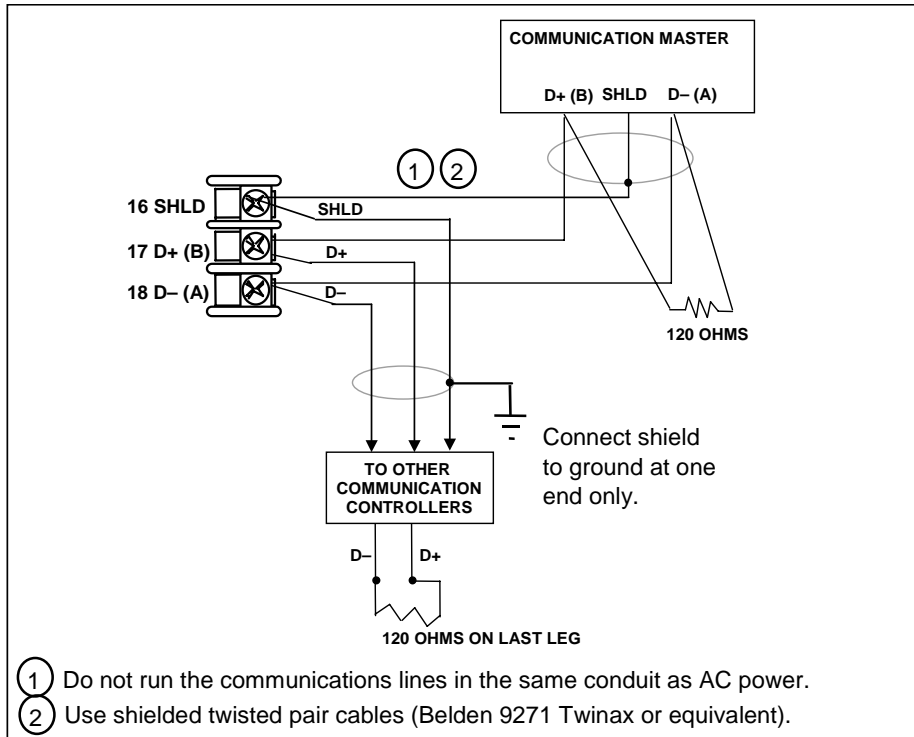 COMMUNICATION MASTER
D+ (B) SHLD D– (A)
1 2
16 SHLD
SHLD
17 D+ (B)
D+
18 D– (A)
D–
120 OHMS
Connect shield
to ground at one
end only.
TO OTHER
COMMUNICATION
CONTROLLERS
D– D+
120 OHMS ON LAST LEG
1 Do not run the communications lines in the same conduit as AC power.
2 Use shielded twisted pair cables (Belden 9271 Twinax or equivalent).